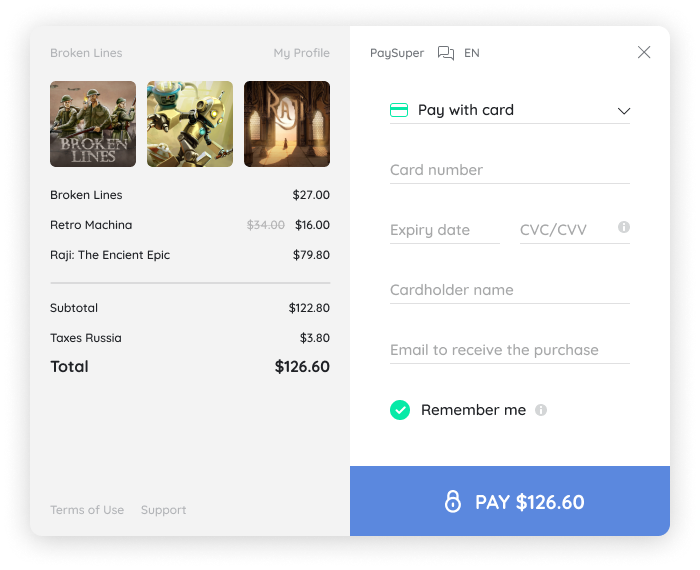 Broken Lines
My Profile
BROKEN
LINES
RAJI
Broken Lines $27.00
Retro Machina $34.00 $16.00
Raji: The Encient Epic $79.80
Subtotal $122.80
Taxes Russia $3.80
Total $126.60
Terms of Use Support
PaySuper EN
Pay with card
Card number
Expiry date CVC/CVV
Cardholder name
Email to receive the purchase
Remember me
PAY $126.60